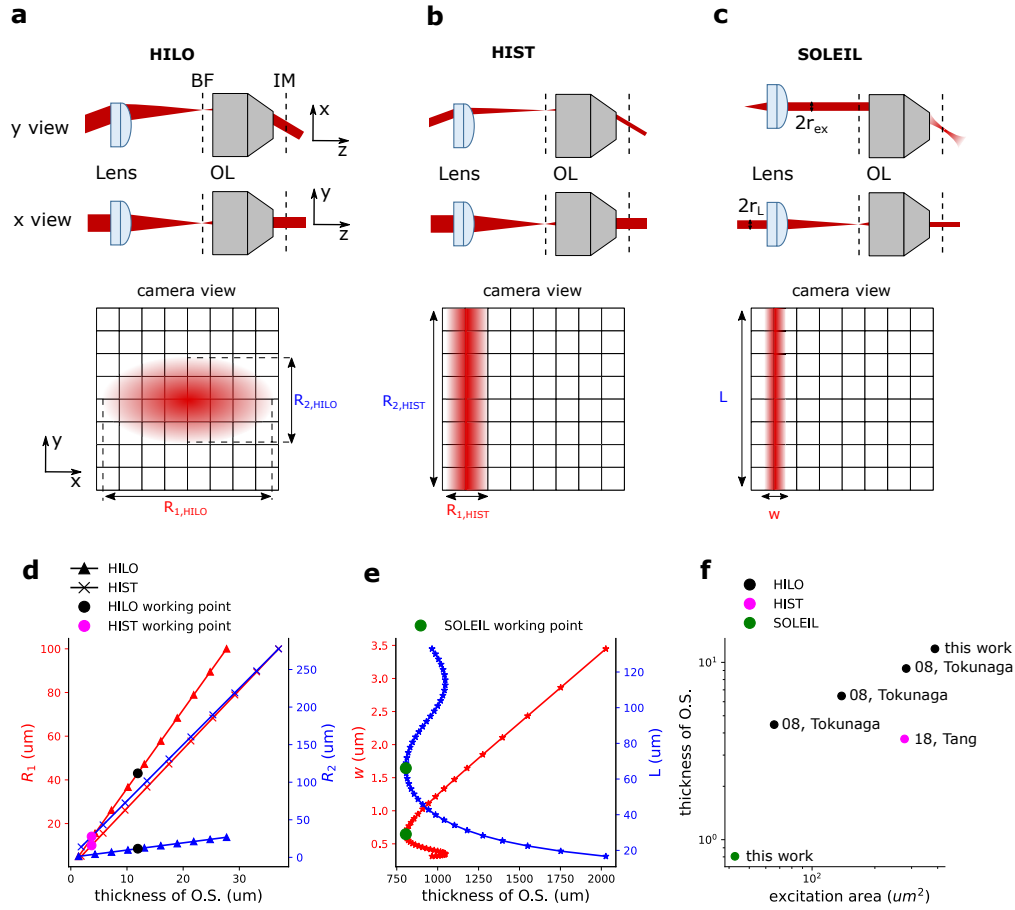 a
b
c
HILO
HIST
SOLEIL
BF
IM
y view
x
z
2r_ex
Lens
OL
Lens
OL
Lens
OL
x view
y
z
2r_L
camera view
camera view
camera view
R_2,HILO
R_2,HIST
L
y
x
R_1,HILO
R_1,HIST
w
d
HILO
HIST
HILO working point
HIST working point
R_1 (um)
100
80
60
40
20
0
10
20
30
thickness of O.S. (um)
250
200
150
100
50
0
R_2 (um)
e
SOLEIL working point
w (um)
3.5
3.0
2.5
2.0
1.5
1.0
0.5
750
1000
1250
1500
1750
2000
thickness of O.S. (um)
120
100
80
60
40
20
L (um)
f
HILO
HIST
SOLEIL
thickness of O.S.
10^1
10^0
this work
08, Tokunaga
08, Tokunaga
08, Tokunaga
18, Tang
this work
10^2
excitation area (um^2)